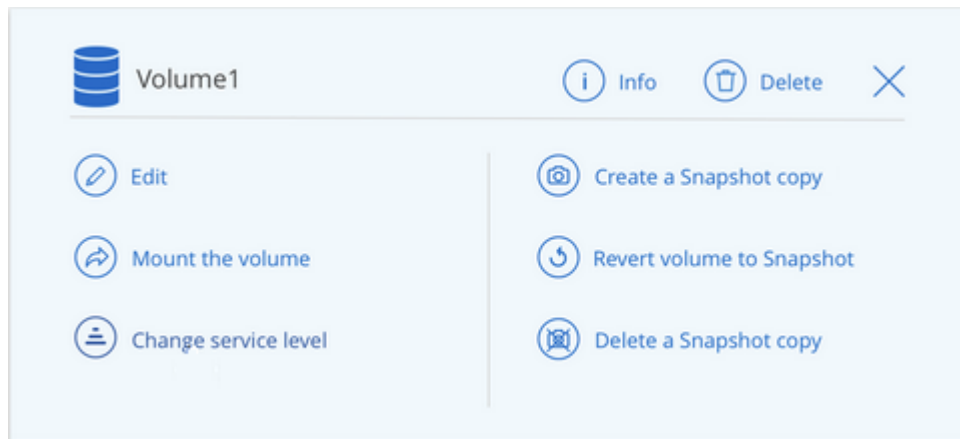 Volume1
Info
Delete
Edit
Mount the volume
Change service level
Create a Snapshot copy
Revert volume to Snapshot
Delete a Snapshot copy